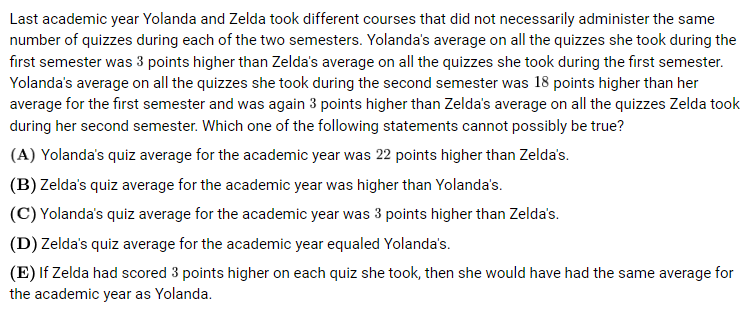 Last academic year Yolanda and Zelda took different courses that did not necessarily administer the same
number of quizzes during each of the two semesters. Yolanda's average on all the quizzes she took during the
first semester was 3 points higher than Zelda's average on all the quizzes she took during the first semester.
Yolanda's average on all the quizzes she took during the second semester was 18 points higher than her
average for the first semester and was again 3 points higher than Zelda's average on all the quizzes Zelda took
during her second semester. Which one of the following statements cannot possibly be true?
(A) Yolanda's quiz average for the academic year was 22 points higher than Zelda's.
(B) Zelda's quiz average for the academic year was higher than Yolanda's.
(C) Yolanda's quiz average for the academic year was 3 points higher than Zelda's.
(D) Zelda's quiz average for the academic year equaled Yolanda's.
(E) If Zelda had scored 3 points higher on each quiz she took, then she would have had the same average for
the academic year as Yolanda.